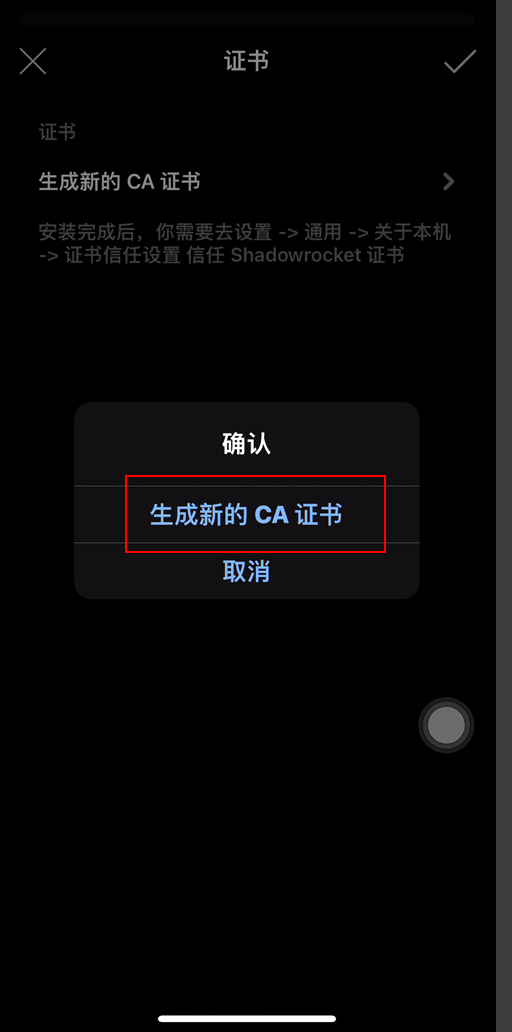 证书
证书
生成新的 CA 证书
安装完成后，你需要去设置 -> 通用 -> 关于本机
-> 证书信任设置 信任 Shadowrocket 证书
确认
生成新的 CA 证书
取消